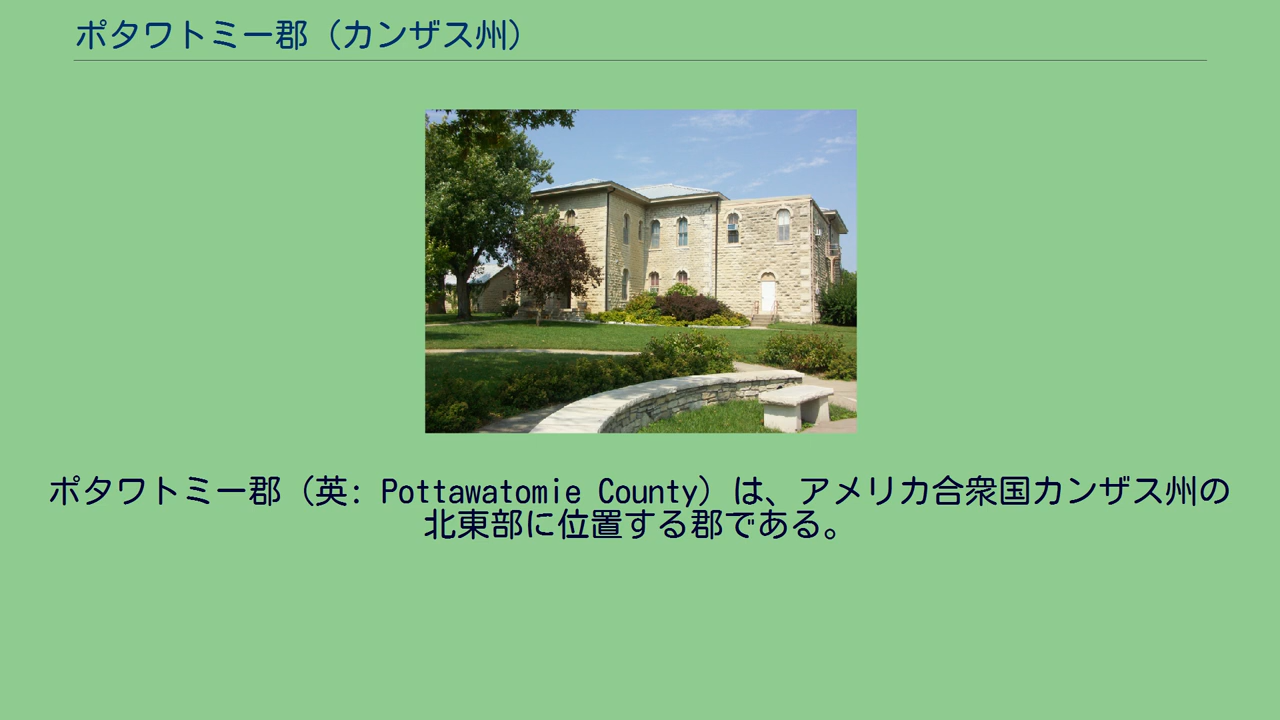 ポタワトミー郡（カンザス州）
ポタワトミー郡（英: Pottawatomie County）は、アメリカ合衆国カンザス州の
北東部に位置する郡である。